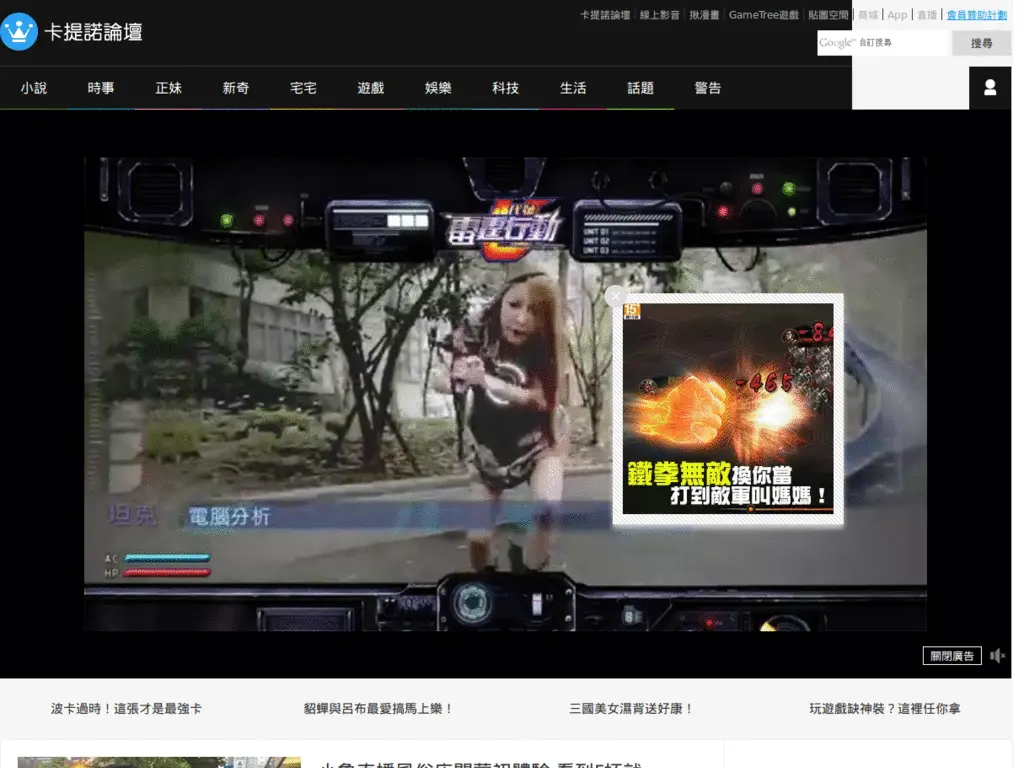 卡提諾論壇 線上影音 揪漫畫 GameTree遊戲 貼圖空間 商城 App 直播 會員贊助計劃
卡提諾論壇
Google™ 自訂搜尋 搜尋
小說 時事 正妹 新奇 宅宅 遊戲 娛樂 科技 生活 話題 警告
雷霆行動
UNIT 01
UNIT 02
UNIT 03
15
-465
鐵拳無敵換你當
打到敵軍叫媽媽！
坦克 電腦分析
AC
HP
關閉廣告
波卡過時！這張才是最強卡 貂蟬與呂布最愛搞馬上樂！ 三國美女濕背送好康！ 玩遊戲缺神裝？這裡任你拿